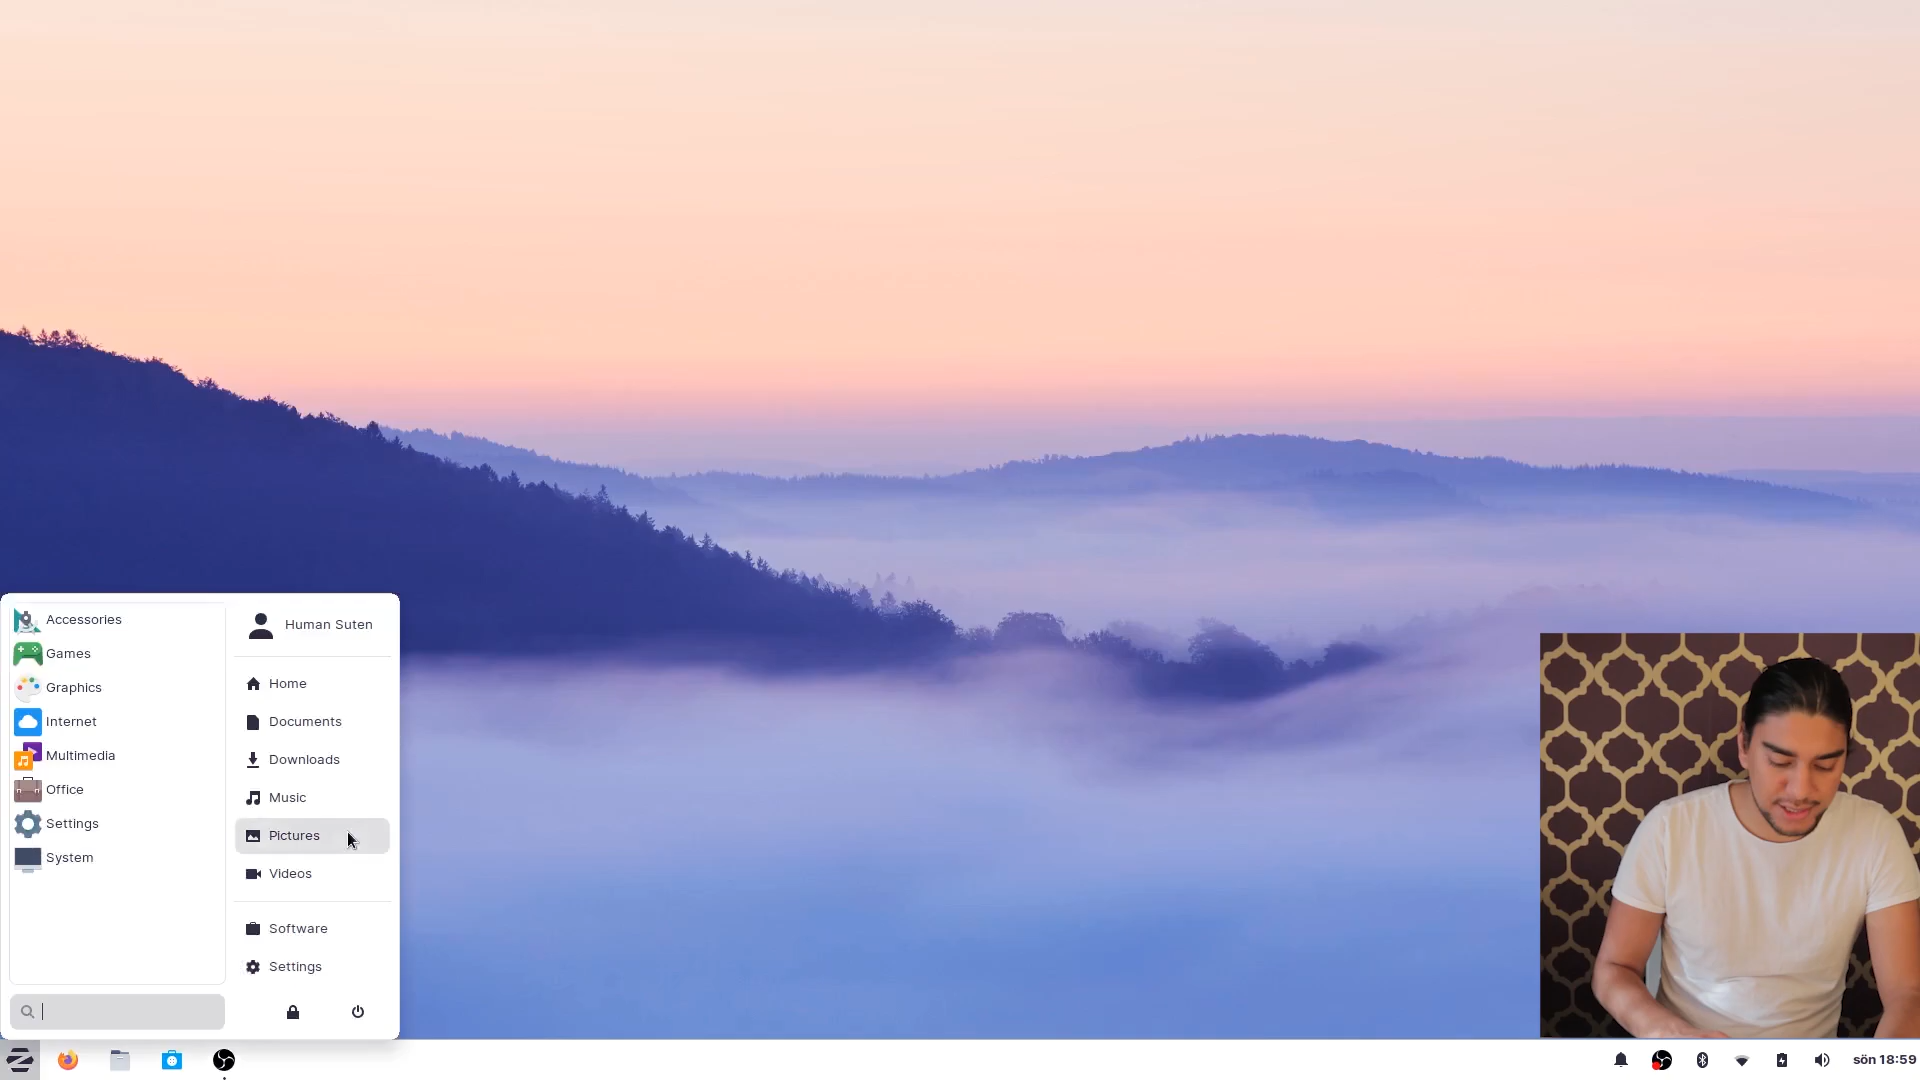 Accessories
Games
Graphics
Internet
Multimedia
Office
Settings
System
Human Suten
Home
Documents
Downloads
Music
Pictures
Videos
Software
Settings
sön 18:59